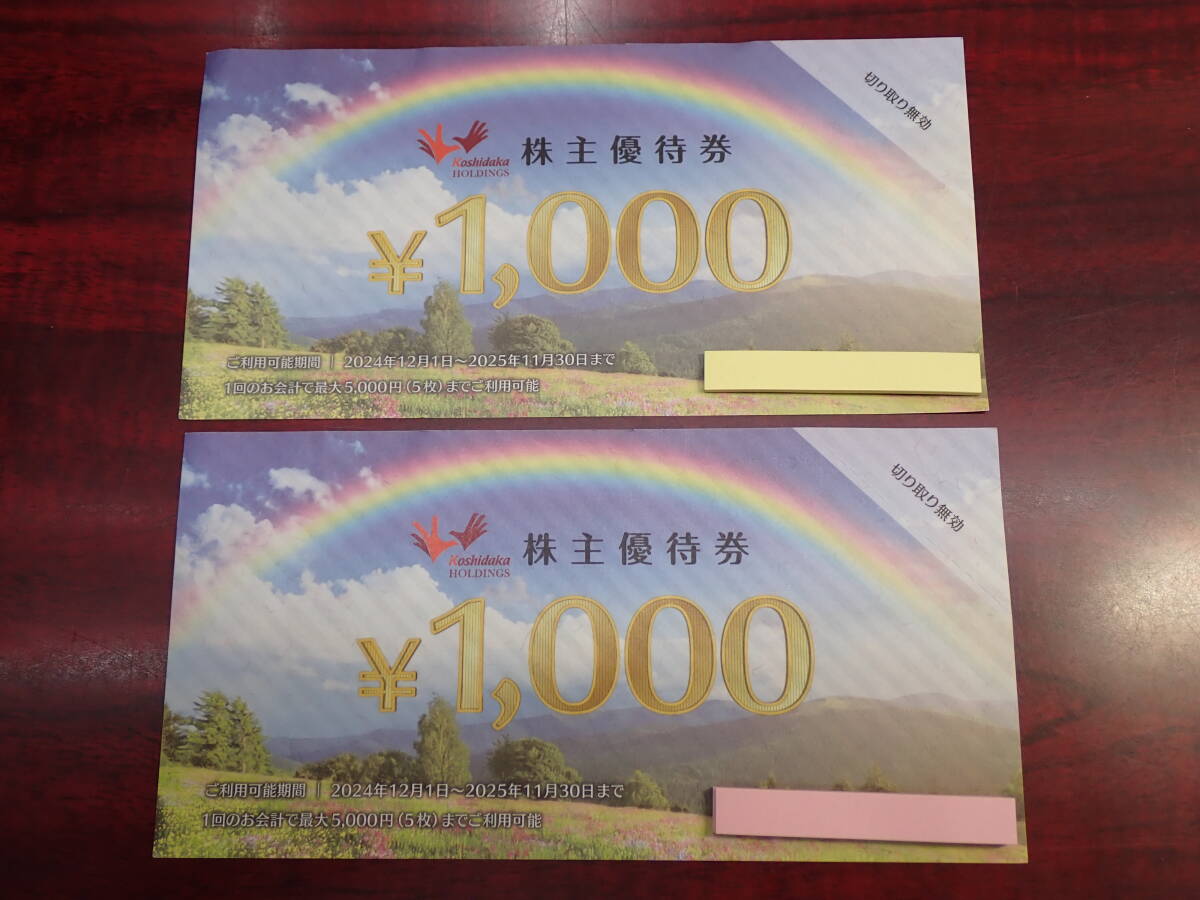 切り取り無効
Koshidaka
HOLDINGS
株主優待券
¥1,000
ご利用可能期間 | 2024年12月1日～2025年11月30日まで
1回のお会計で最大5,000円(5枚)までご利用可能
切り取り無効
Koshidaka
HOLDINGS
株主優待券
¥1,000
ご利用可能期間 | 2024年12月1日～2025年11月30日まで
1回のお会計で最大5,000円(5枚)までご利用可能